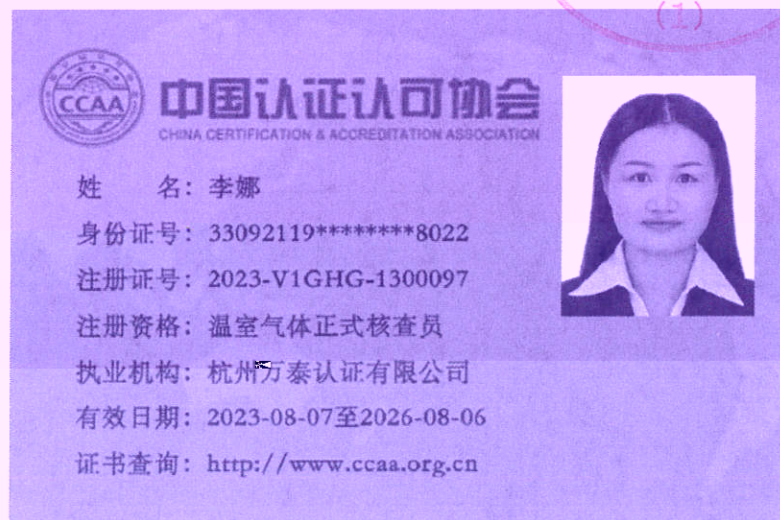 (1)
CCAA
中国认证认可协会
CHINA CERTIFICATION & ACCREDITATION ASSOCIATION
姓 名：李娜
身份证号：33092119********8022
注册证号：2023-V1GHG-1300097
注册资格：温室气体正式核查员
执业机构：杭州万泰认证有限公司
有效日期：2023-08-07至2026-08-06
证书查询：http://www.ccaa.org.cn